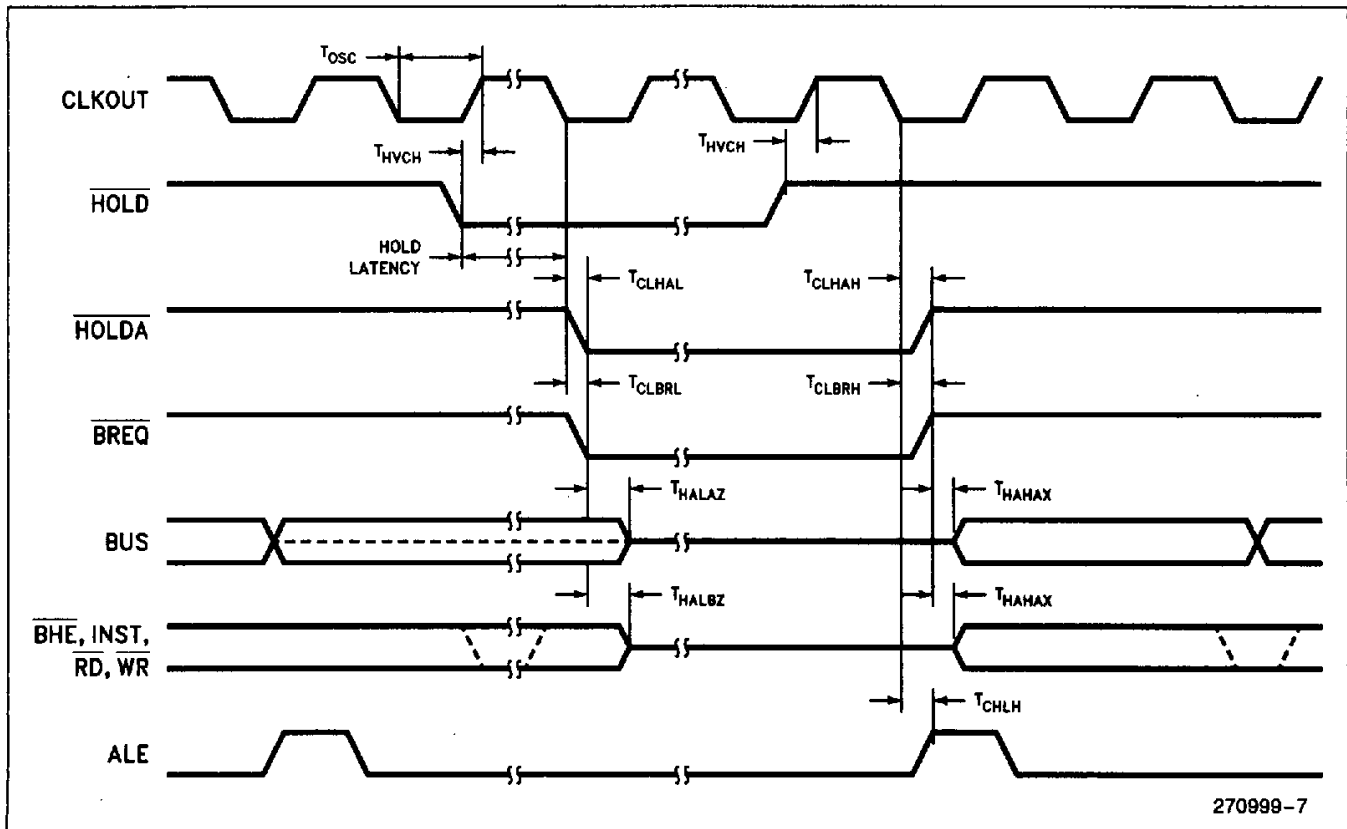 T_OSC
CLKOUT
T_HVCH
T_HVCH
HOLD
HOLD
LATENCY
T_CLHAL
T_CLHAH
HOLDA
T_CLBRL
T_CLBRH
BREQ
T_HALAZ
T_HAHAX
BUS
T_HALBZ
T_HAHAX
BHE, INST,
RD, WR
T_CHLH
ALE
270999-7